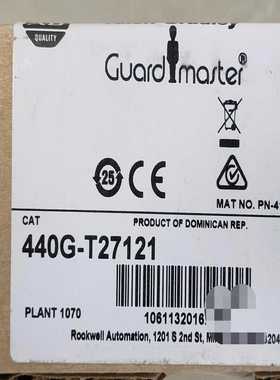 QUALITY
Guardmaster®
25
CE
MAT NO. PN-4
CAT
PRODUCT OF DOMINICAN REP.
440G-T27121
PLANT 1070
1061132016
Rockwell Automation, 1201 S 2nd St, 204